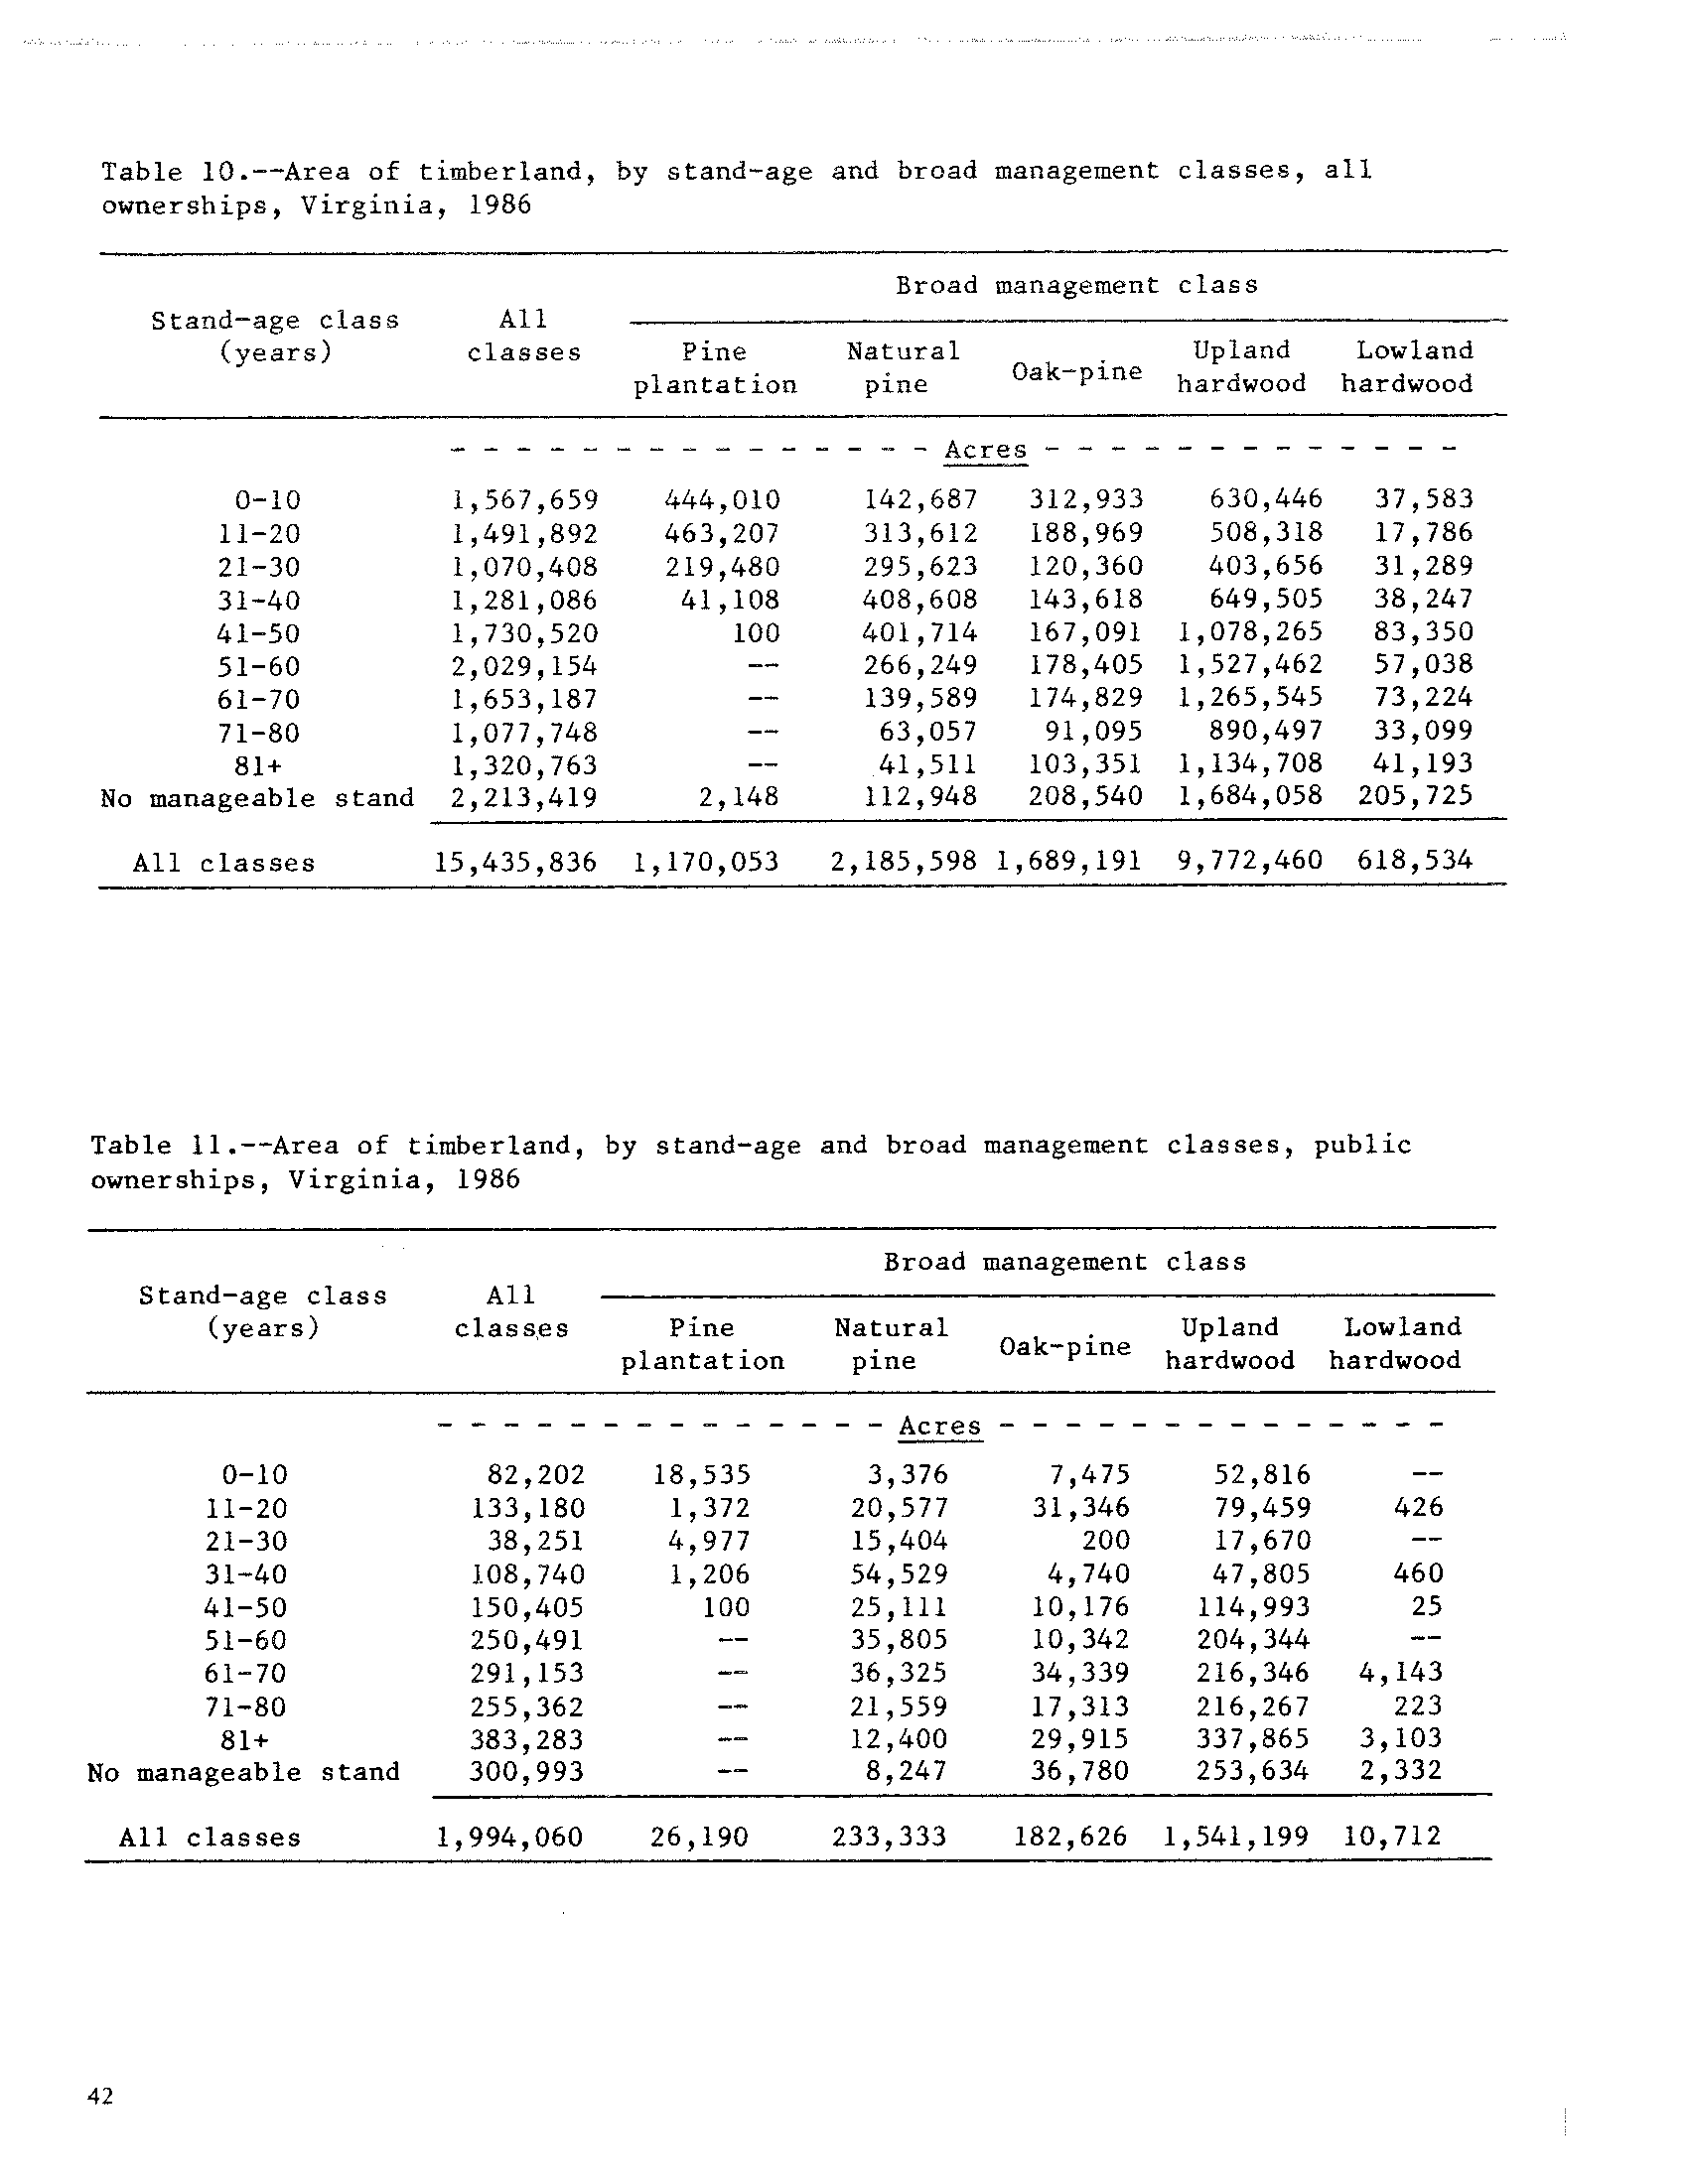 Table 10.--Area of timberland, by stand-age and broad management classes, all
ownerships, Virginia, 1986
Broad management class
Stand-age class All
(years) classes Pine Natural Oak-pine Upland Lowland
plantation pine hardwood hardwood
- - - - - - - - - - - - - - - Acres - - - - - - - - - - - - -
0-10 1,567,659 444,010 142,687 312,933 630,446 37,583
11-20 1,491,892 463,207 313,612 188,969 508,318 17,786
21-30 1,070,408 219,480 295,623 120,360 403,656 31,289
31-40 1,281,086 41,108 408,608 143,618 649,505 38,247
41-50 1,730,520 100 401,714 167,091 1,078,265 83,350
51-60 2,029,154 -- 266,249 178,405 1,527,462 57,038
61-70 1,653,187 -- 139,589 174,829 1,265,545 73,224
71-80 1,077,748 -- 63,057 91,095 890,497 33,099
81+ 1,320,763 -- 41,511 103,351 1,134,708 41,193
No manageable stand 2,213,419 2,148 112,948 208,540 1,684,058 205,725
All classes 15,435,836 1,170,053 2,185,598 1,689,191 9,772,460 618,534
Table 11.--Area of timberland, by stand-age and broad management classes, public
ownerships, Virginia, 1986
Broad management class
Stand-age class All
(years) classes Pine Natural Oak-pine Upland Lowland
plantation pine hardwood hardwood
- - - - - - - - - - - - - - Acres - - - - - - - - - - - - - -
0-10 82,202 18,535 3,376 7,475 52,816 --
11-20 133,180 1,372 20,577 31,346 79,459 426
21-30 38,251 4,977 15,404 200 17,670 --
31-40 108,740 1,206 54,529 4,740 47,805 460
41-50 150,405 100 25,111 10,176 114,993 25
51-60 250,491 -- 35,805 10,342 204,344 --
61-70 291,153 -- 36,325 34,339 216,346 4,143
71-80 255,362 -- 21,559 17,313 216,267 223
81+ 383,283 -- 12,400 29,915 337,865 3,103
No manageable stand 300,993 -- 8,247 36,780 253,634 2,332
All classes 1,994,060 26,190 233,333 182,626 1,541,199 10,712
42